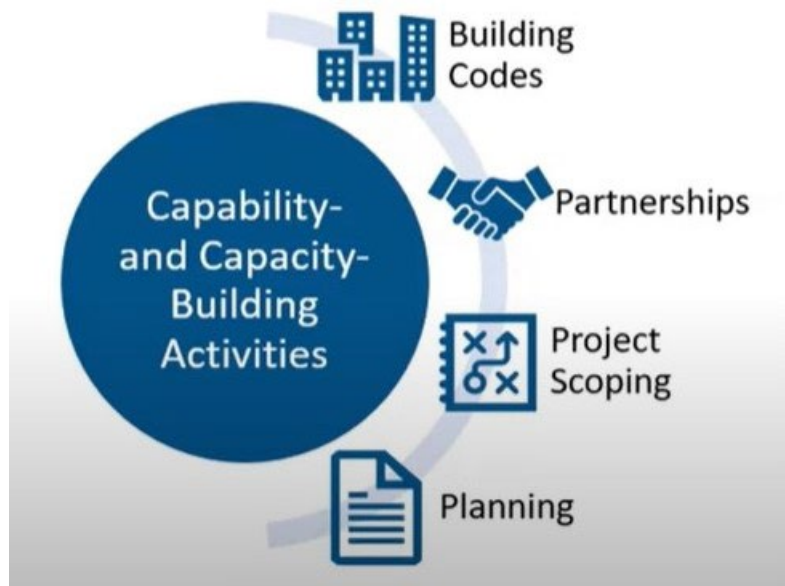 Capability-
and Capacity-
Building
Activities
Building
Codes
Partnerships
Project
Scoping
Planning